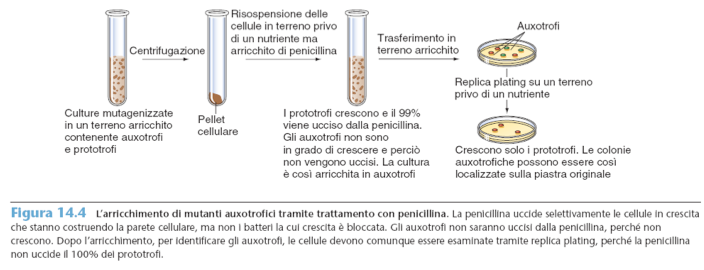 Culture mutagenizzate
in un terreno arricchito
contenente auxotrofi
e prototrofi
Centrifugazione
Pellet
cellulare
Risospensione delle
cellule in terreno privo
di un nutriente ma
arricchito di penicillina
I prototrofi crescono e il 99%
viene ucciso dalla penicillina.
Gli auxotrofi non sono
in grado di crescere e perciò
non vengono uccisi. La cultura
è così arricchita in auxotrofi
Trasferimento in
terreno arricchito
Auxotrofi
Replica plating su un terreno
privo di un nutriente
Crescono solo i prototrofi. Le colonie
auxotrofiche possono essere così
localizzate sulla piastra originale
Figura 14.4 L'arricchimento di mutanti auxotrofici tramite trattamento con penicillina. La penicillina uccide selettivamente le cellule in crescita
che stanno costruendo la parete cellulare, ma non i batteri la cui crescita è bloccata. Gli auxotrofi non saranno uccisi dalla penicillina, perché non
crescono. Dopo l'arricchimento, per identificare gli auxotrofi, le cellule devono comunque essere esaminate tramite replica plating, perché la penicillina
non uccide il 100% dei prototrofi.